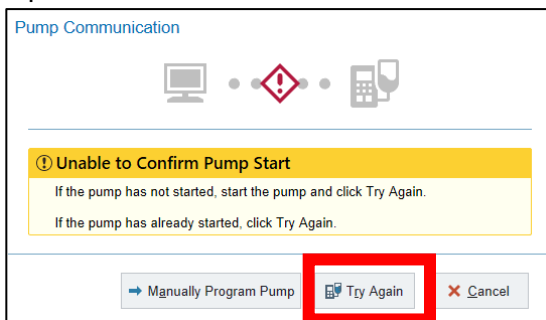 Pump Communication
Unable to Confirm Pump Start
If the pump has not started, start the pump and click Try Again.
If the pump has already started, click Try Again.
Manually Program Pump Try Again Cancel